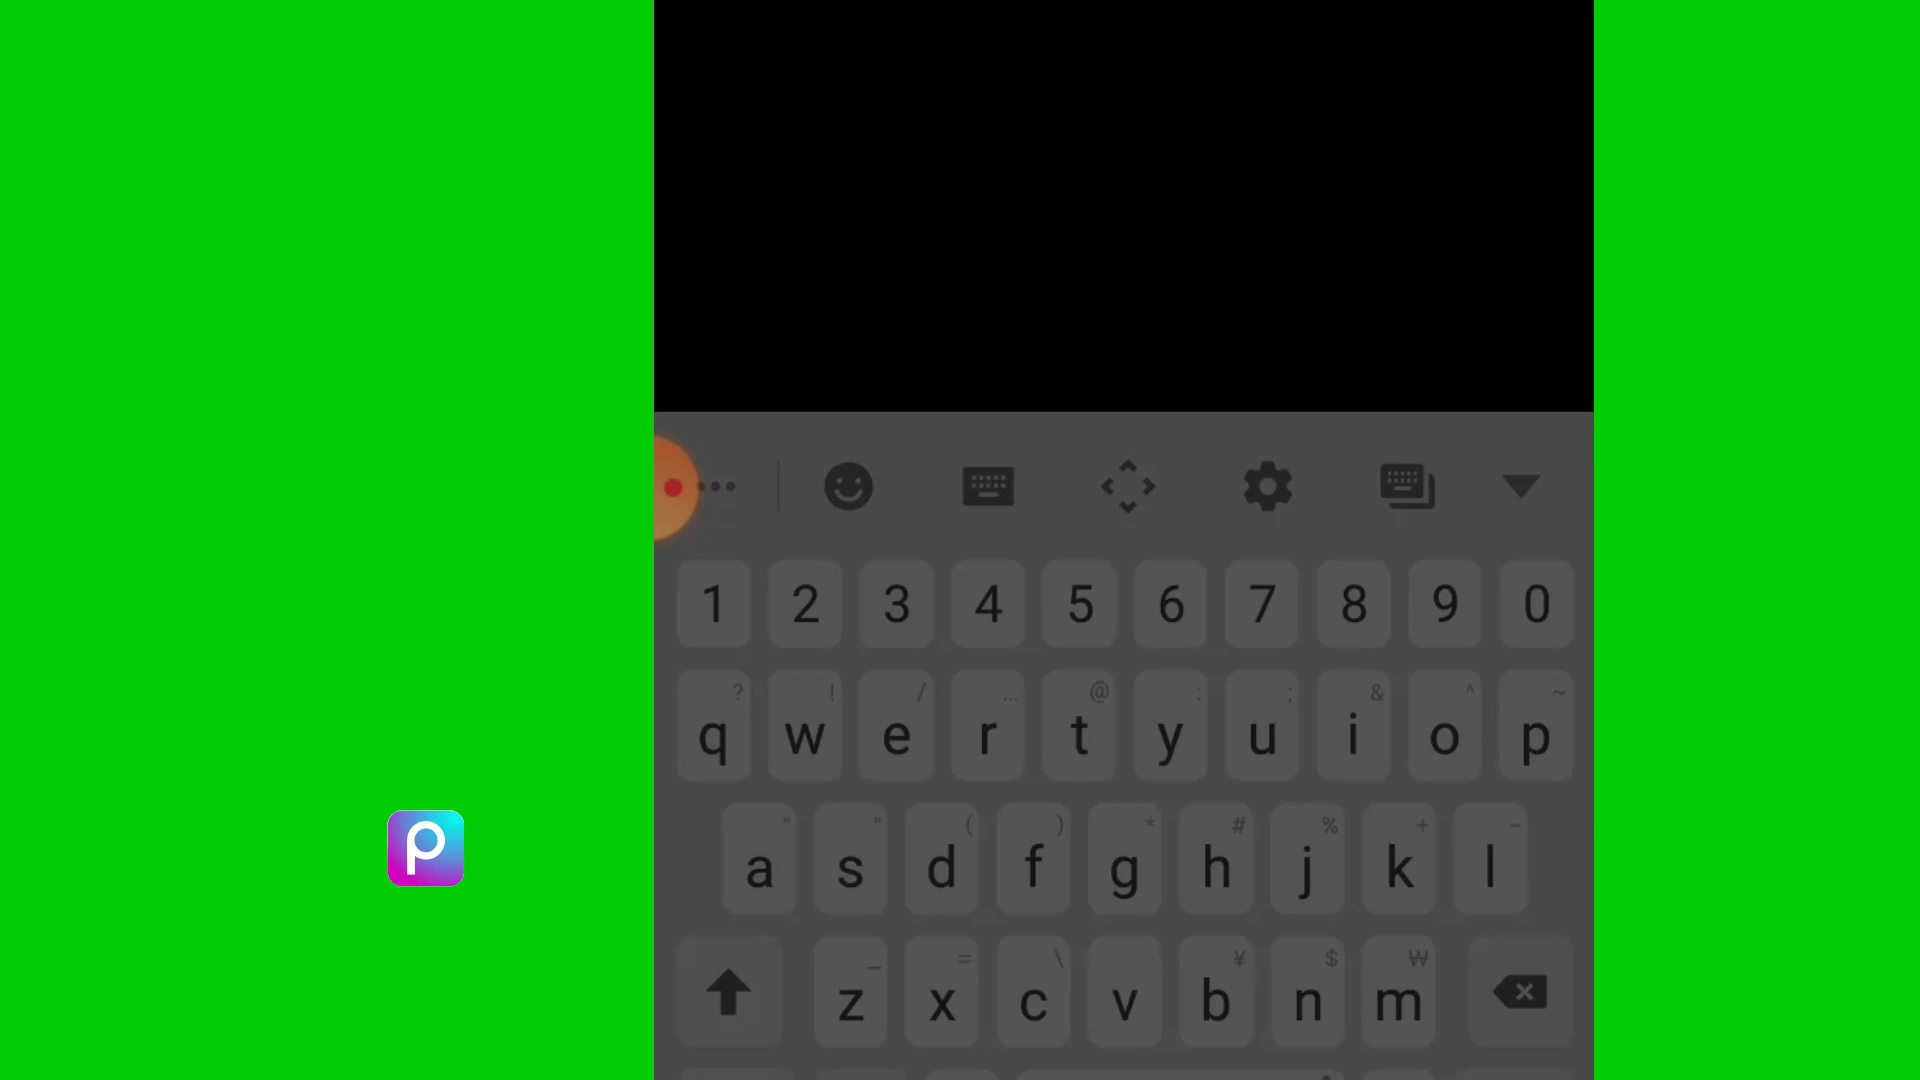 1 2 3 4 5 6 7 8 9 0
? ! / ... @ : ; & ^ ~
q w e r t y u i o p
" " ( ) * # % + -
a s d f g h j k l
_ = \ ¥ $ ₩
z x c v b n m